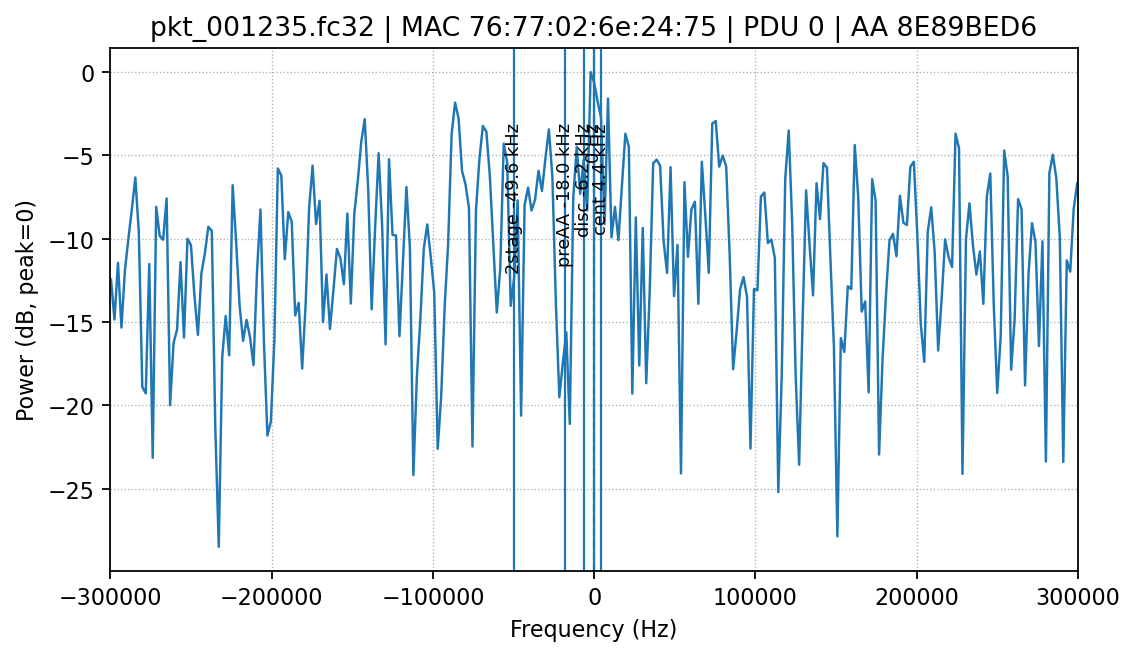 pkt_001235.fc32 | MAC 76:77:02:6e:24:75 | PDU 0 | AA 8E89BED6
Power (dB, peak=0)
0
−5
−10
−15
−20
−25
2stage -49.6 kHz
preAA -18.0 kHz
disc -6.2 kHz
cent 4.4 kHz
−300000
−200000
−100000
0
100000
200000
300000
Frequency (Hz)